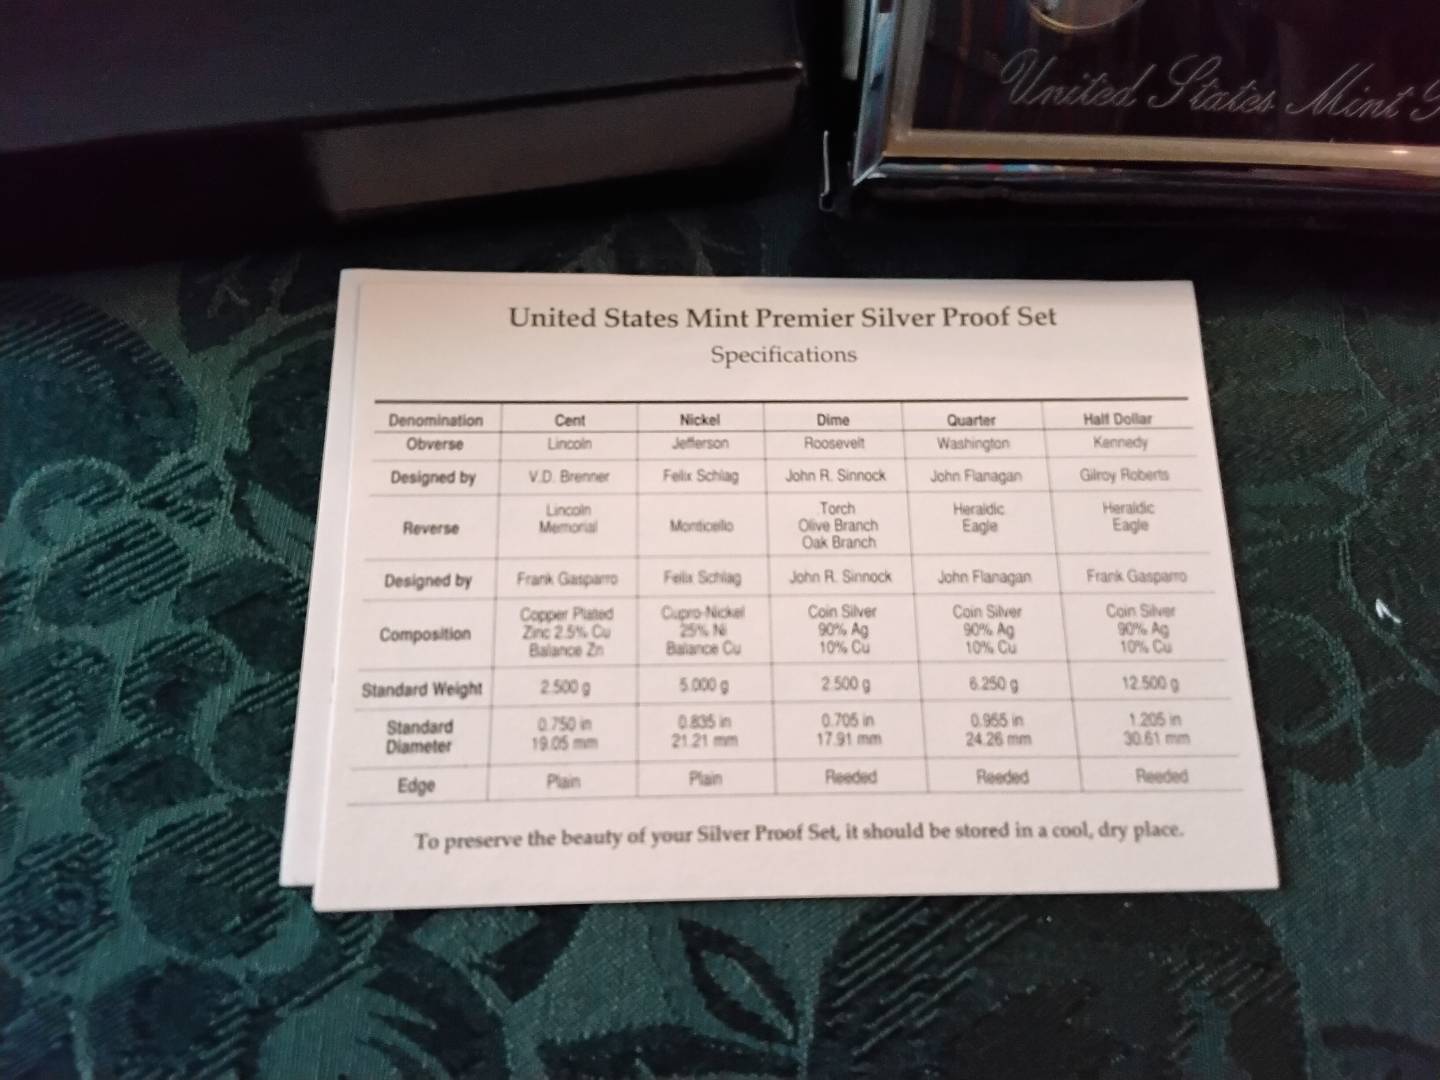 United States Mint
United States Mint Premier Silver Proof Set
Specifications
Denomination Cent Nickel Dime Quarter Half Dollar
Obverse Lincoln Jefferson Roosevelt Washington Kennedy
Designed by V.D. Brenner Felix Schlag John R. Sinnock John Flanagan Gilroy Roberts
Reverse Lincoln Memorial Monticello Torch Olive Branch Oak Branch Heraldic Eagle Heraldic Eagle
Designed by Frank Gasparro Felix Schlag John R. Sinnock John Flanagan Frank Gasparro
Composition Copper Plated Zinc 2.5% Cu Balance Zn Cupro-Nickel 25% Ni Balance Cu Coin Silver 90% Ag 10% Cu Coin Silver 90% Ag 10% Cu Coin Silver 90% Ag 10% Cu
Standard Weight 2.500 g 5.000 g 2.500 g 6.250 g 12.500 g
Standard Diameter 0.750 in 19.05 mm 0.835 in 21.21 mm 0.705 in 17.91 mm 0.955 in 24.26 mm 1.205 in 30.61 mm
Edge Plain Plain Reeded Reeded Reeded
To preserve the beauty of your Silver Proof Set, it should be stored in a cool, dry place.